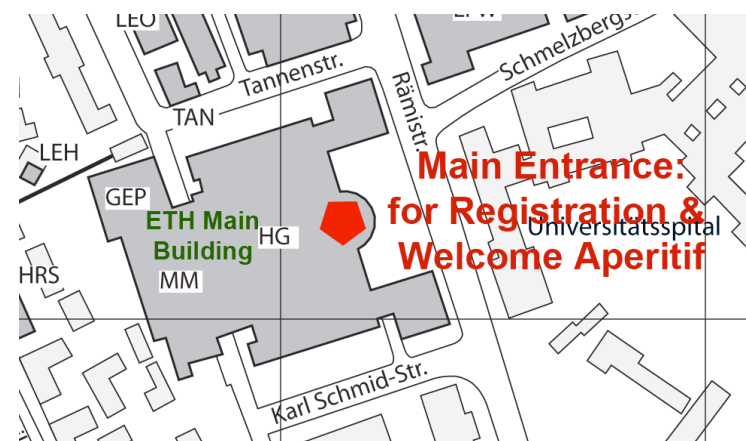 LEO
Tannenstr.
Schmelzbergs
Rämistr.
TAN
LEH
Main Entrance:
for Registration &
Welcome Aperitif
Universitätsspital
GEP
ETH Main
Building
HG
MM
HRS
Karl Schmid-Str.